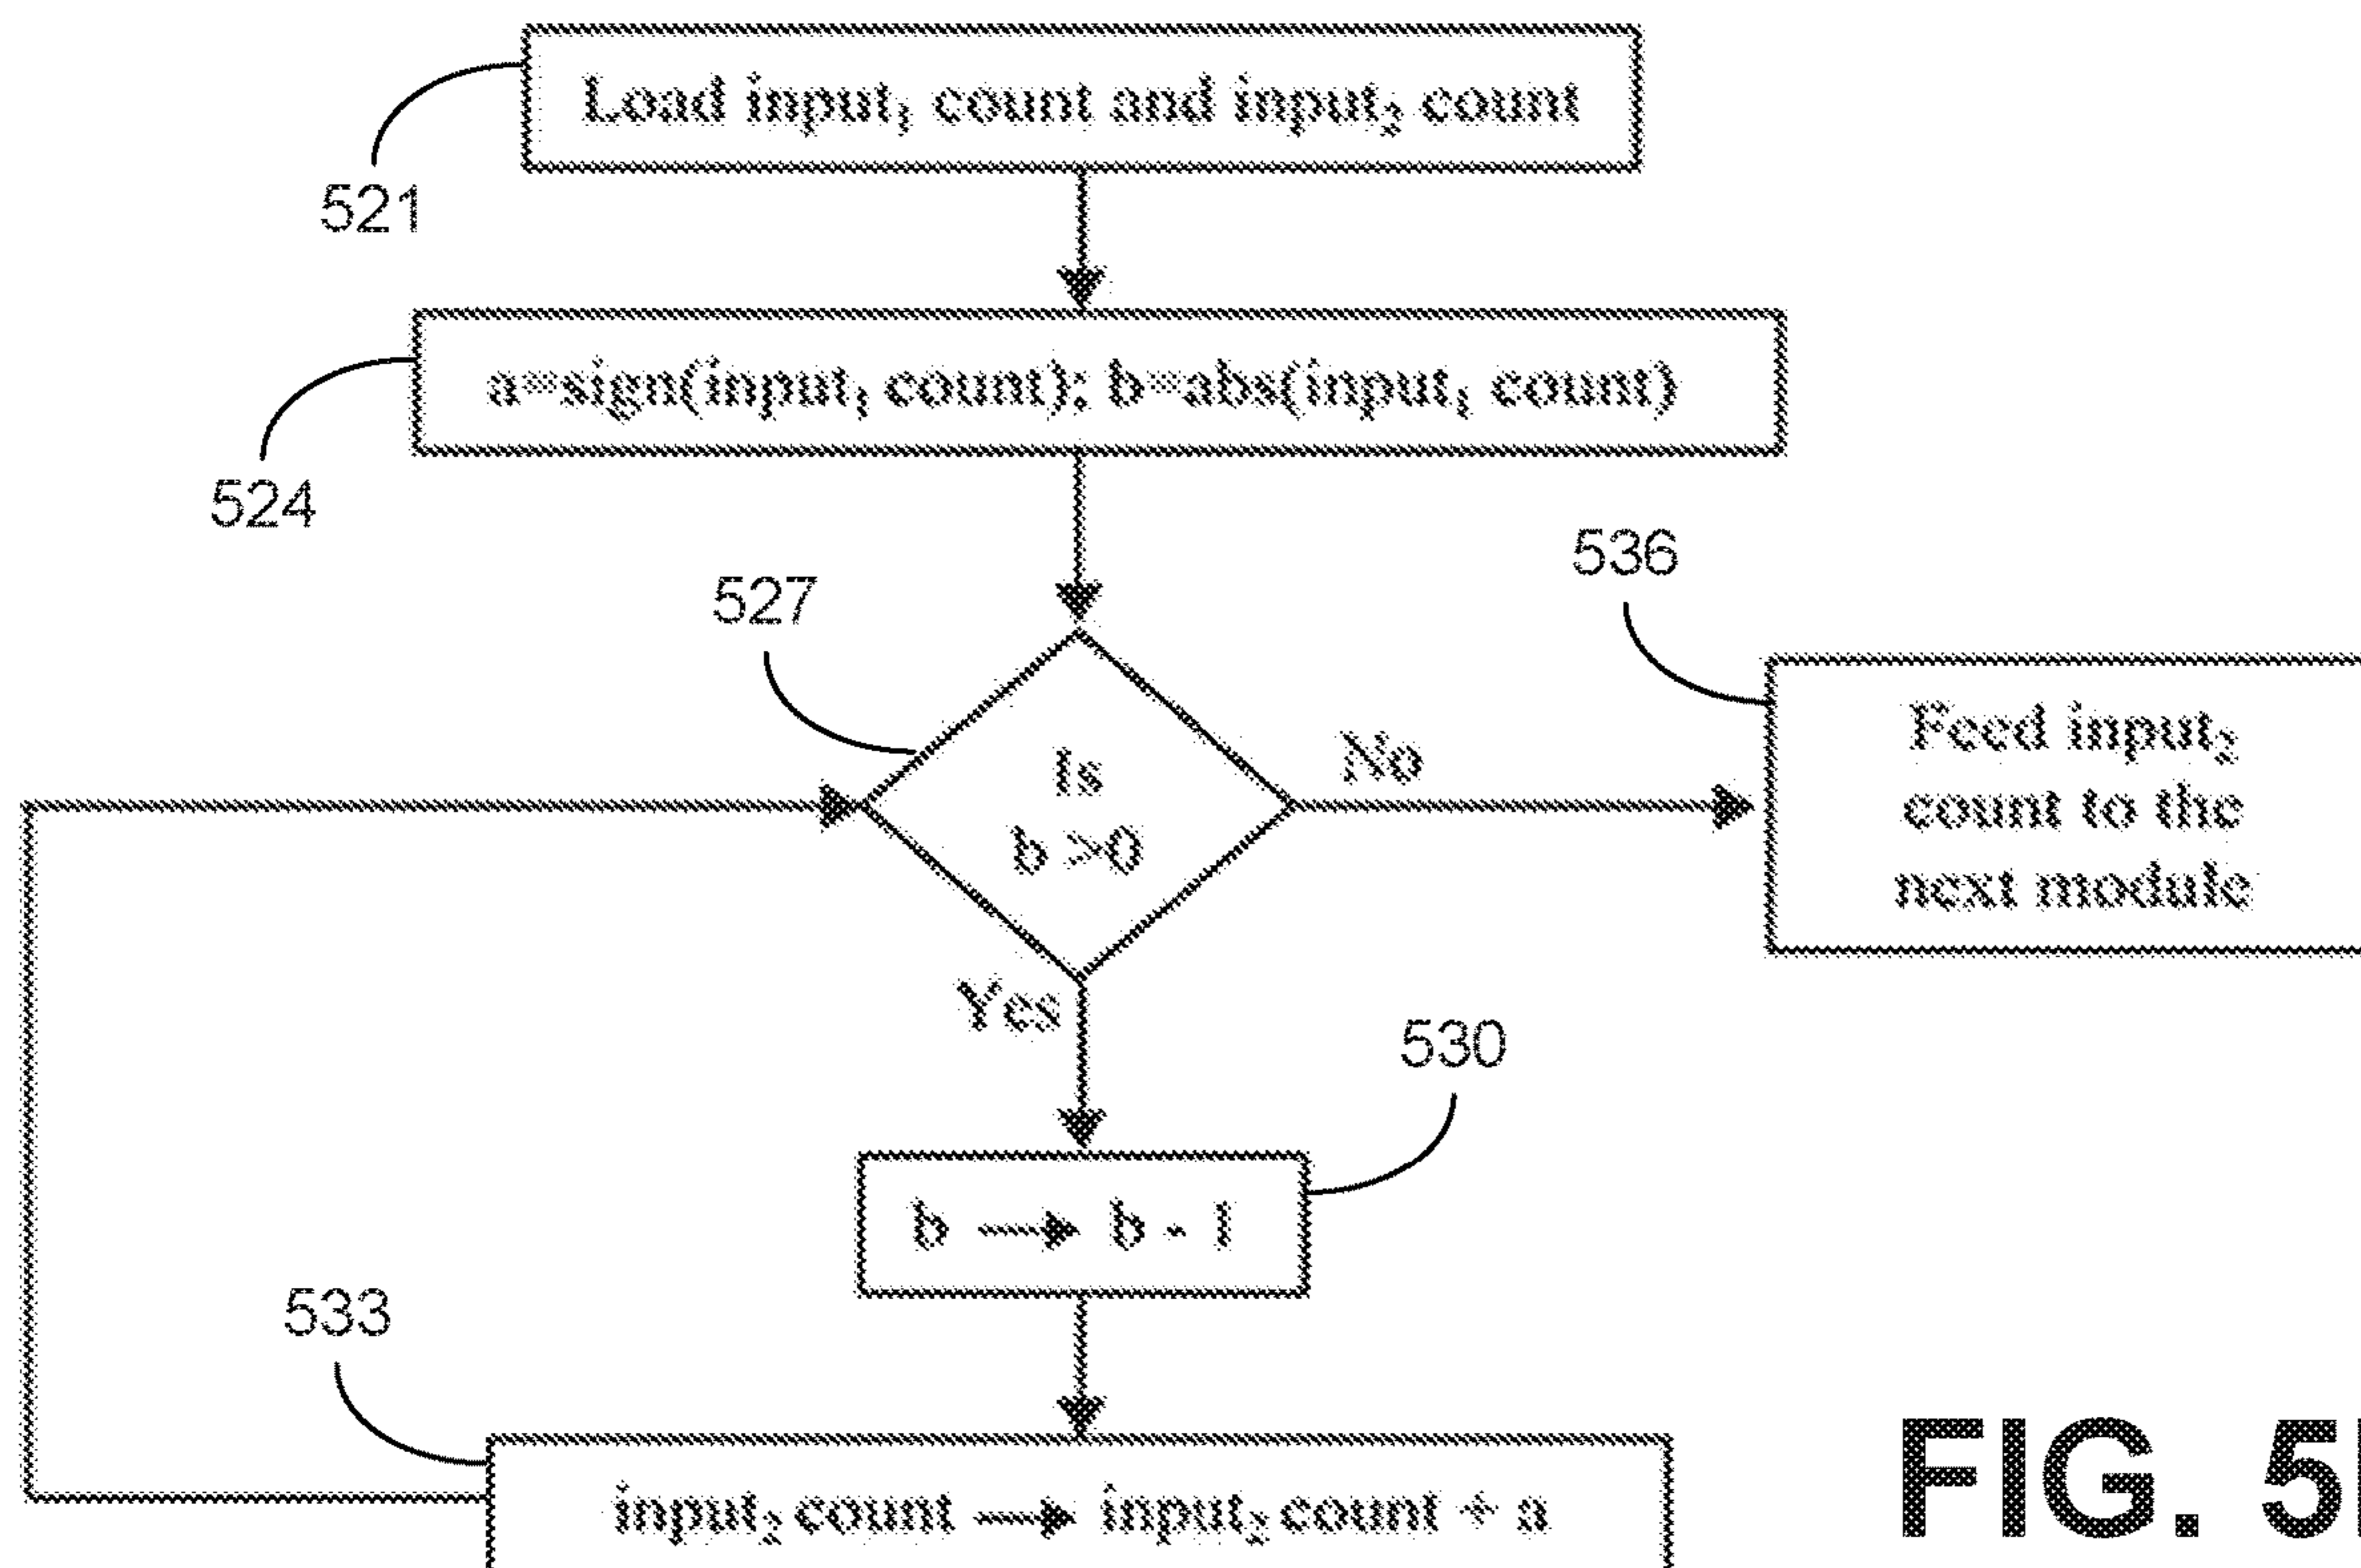 Load input₁ count and input₂ count
521
a=sign(input₁ count); b=abs(input₁ count)
524
527
536
Is
b >0
No
Feed input₂
count to the
next module
Yes
530
b → b - 1
533
input₂ count → input₂ count + a
FIG.